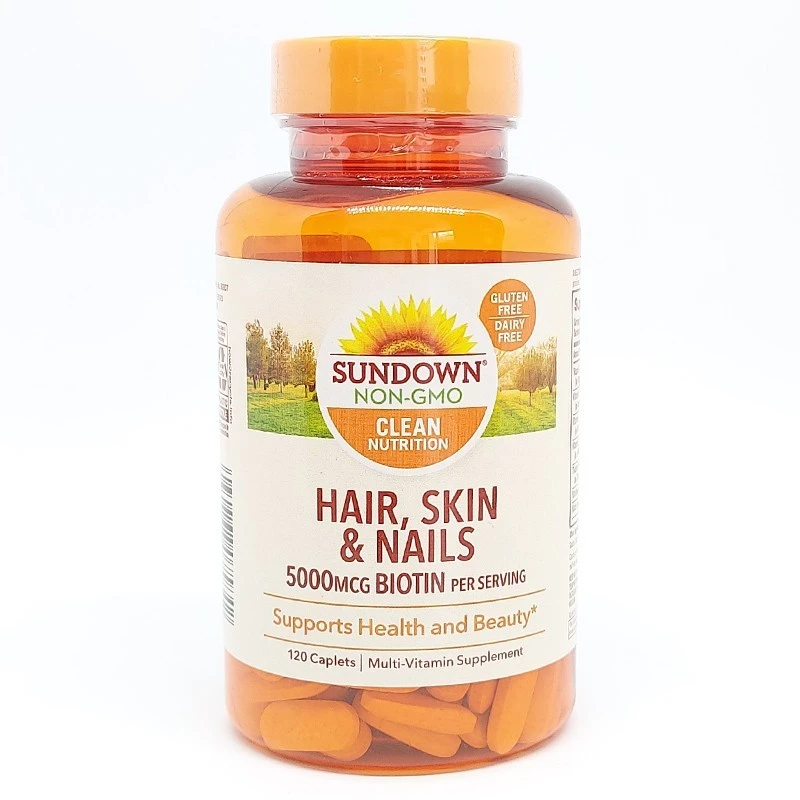 GLUTEN
FREE
DAIRY
FREE
SUNDOWN®
NON-GMO
CLEAN
NUTRITION
HAIR, SKIN
& NAILS
5000MCG BIOTIN PER SERVING
Supports Health and Beauty*
120 Caplets | Multi-Vitamin Supplement